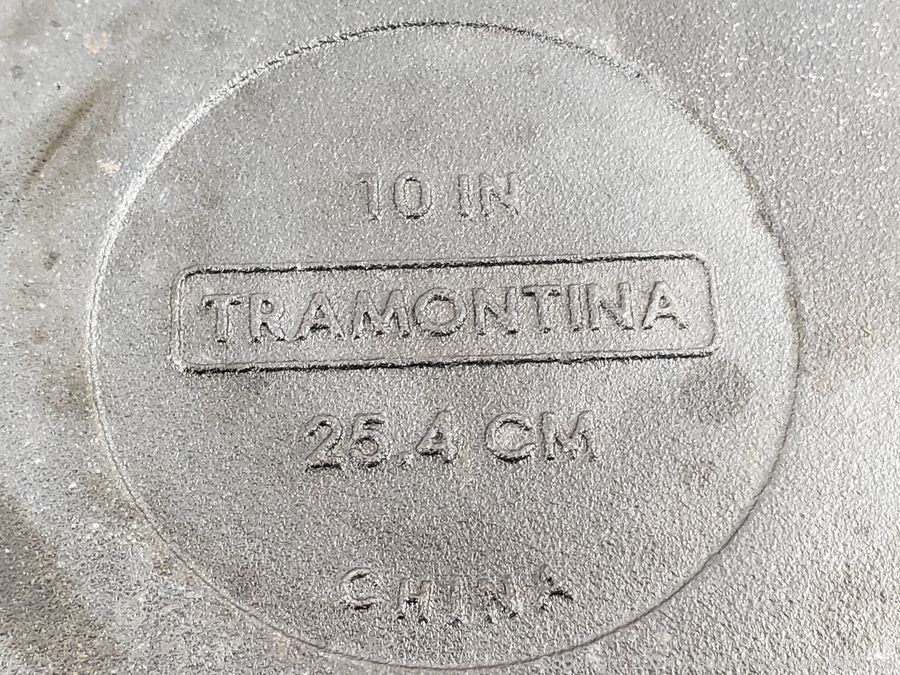 10 IN
TRAMONTINA
25.4 CM
CHINA